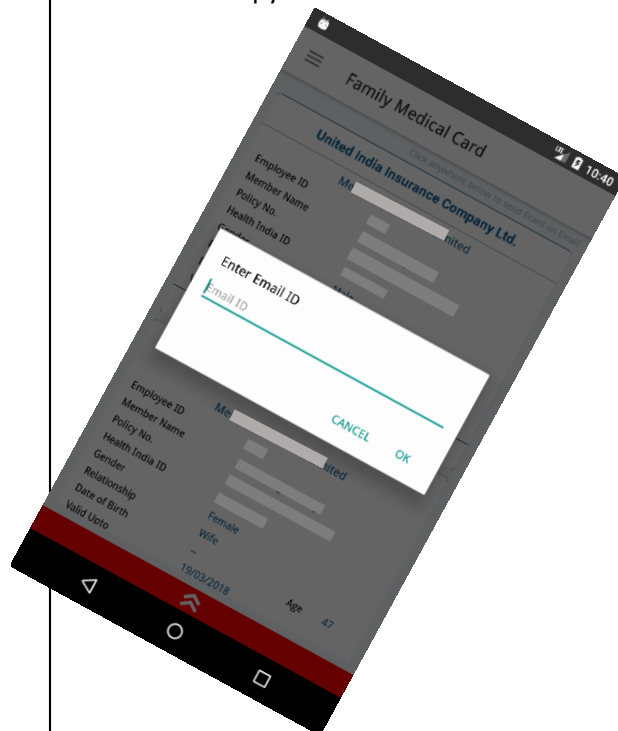 10:40
Family Medical Card
Click anywhere below to send Ecard on Email
United India Insurance Company Ltd.
Employee ID
Member Name
Policy No.
Health India ID
Enter Email ID
Email ID
CANCEL OK
Employee ID
Member Name
Policy No.
Health India ID
Gender Female
Relationship Wife
Date of Birth –
Valid Upto 19/03/2018 Age 47